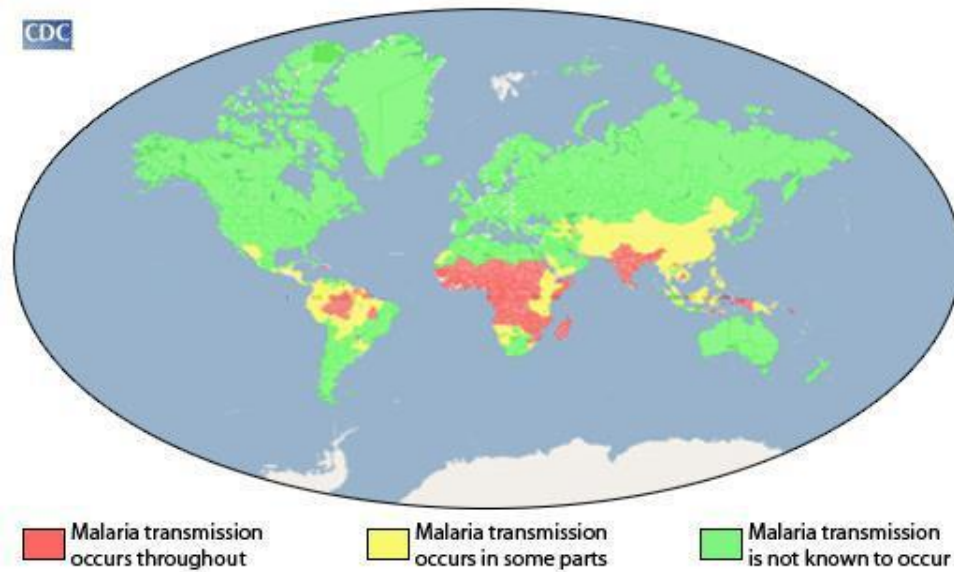 CDC
Malaria transmission
occurs throughout
Malaria transmission
occurs in some parts
Malaria transmission
is not known to occur